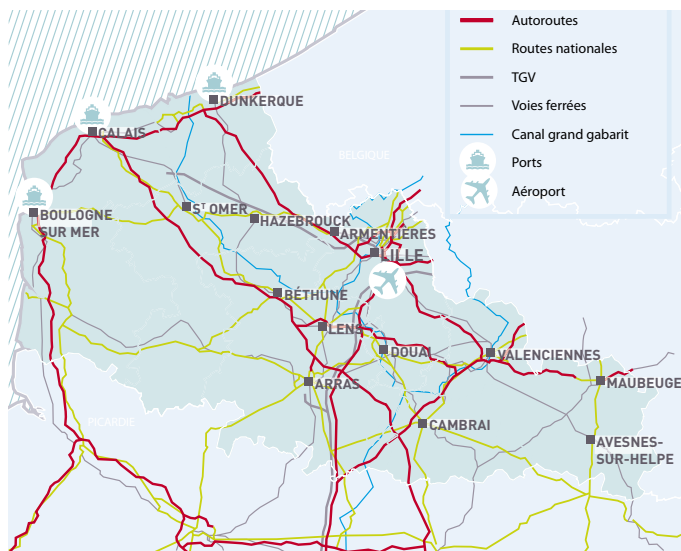 Autoroutes
Routes nationales
TGV
Voies ferrées
Canal grand gabarit
Ports
Aéroport
DUNKERQUE
CALAIS
BELGIQUE
BOULOGNE
SUR MER
ST OMER
HAZEBROUCK
ARMENTIÈRES
LILLE
BÉTHUNE
LENS
DOUAI
VALENCIENNES
ARRAS
MAUBEUGE
PICARDIE
CAMBRAI
AVESNES-
SUR-HELPE